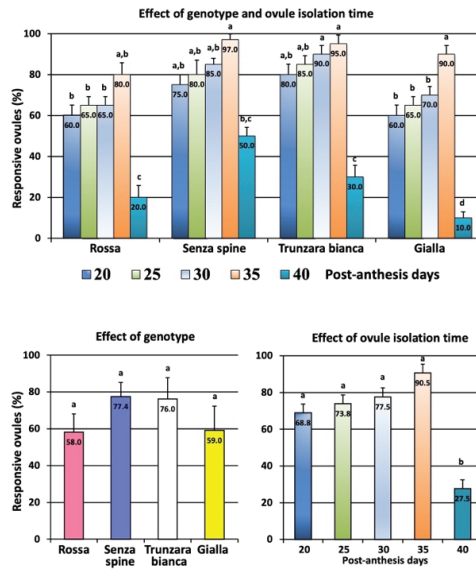 Effect of genotype and ovule isolation time
Responsive ovules (%)
100
80
60
40
20
0
b b b a,b c
60.0 65.0 65.0 80.0 20.0
a,b a,b a,b a b,c
75.0 80.0 85.0 97.0 50.0
a,b a,b a,b a c
80.0 85.0 90.0 95.0 30.0
b b b a d
60.0 65.0 70.0 90.0 10.0
Rossa Senza spine Trunzara bianca Gialla
20 25 30 35 40 Post-anthesis days
Effect of genotype
Responsive ovules (%)
100
80
60
40
20
0
a a a a
58.0 77.4 76.0 59.0
Rossa Senza spine Trunzara bianca Gialla
Effect of ovule isolation time
100
80
60
40
20
0
a a a a b
68.8 73.8 77.5 90.5 27.5
20 25 30 35 40
Post-anthesis days